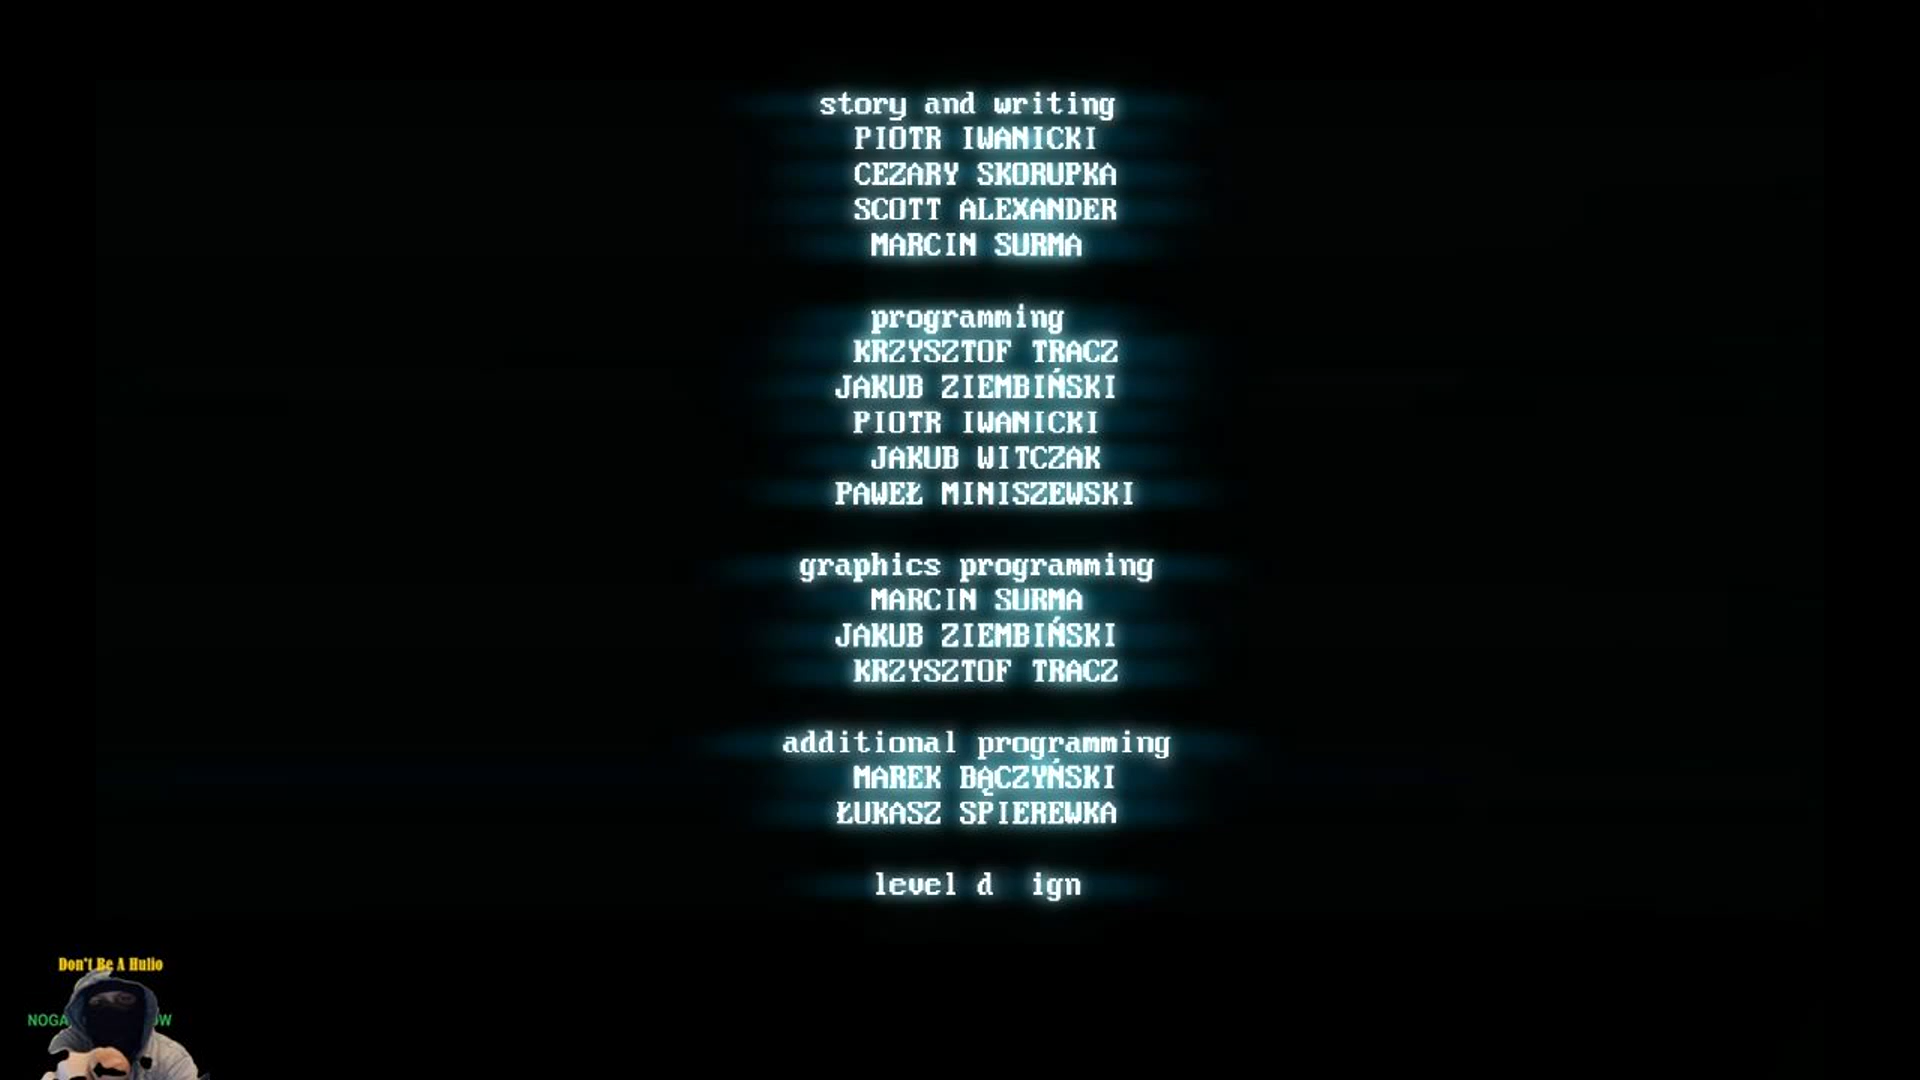 story and writing
PIOTR IWANICKI
CEZARY SKORUPKA
SCOTT ALEXANDER
MARCIN SURMA
programming
KRZYSZTOF TRACZ
JAKUB ZIEMBIŃSKI
PIOTR IWANICKI
JAKUB WITCZAK
PAWEŁ MINISZEWSKI
graphics programming
MARCIN SURMA
JAKUB ZIEMBIŃSKI
KRZYSZTOF TRACZ
additional programming
MAREK BĄCZYŃSKI
ŁUKASZ SPIEREWKA
level d  ign
Don't Be A Hulio